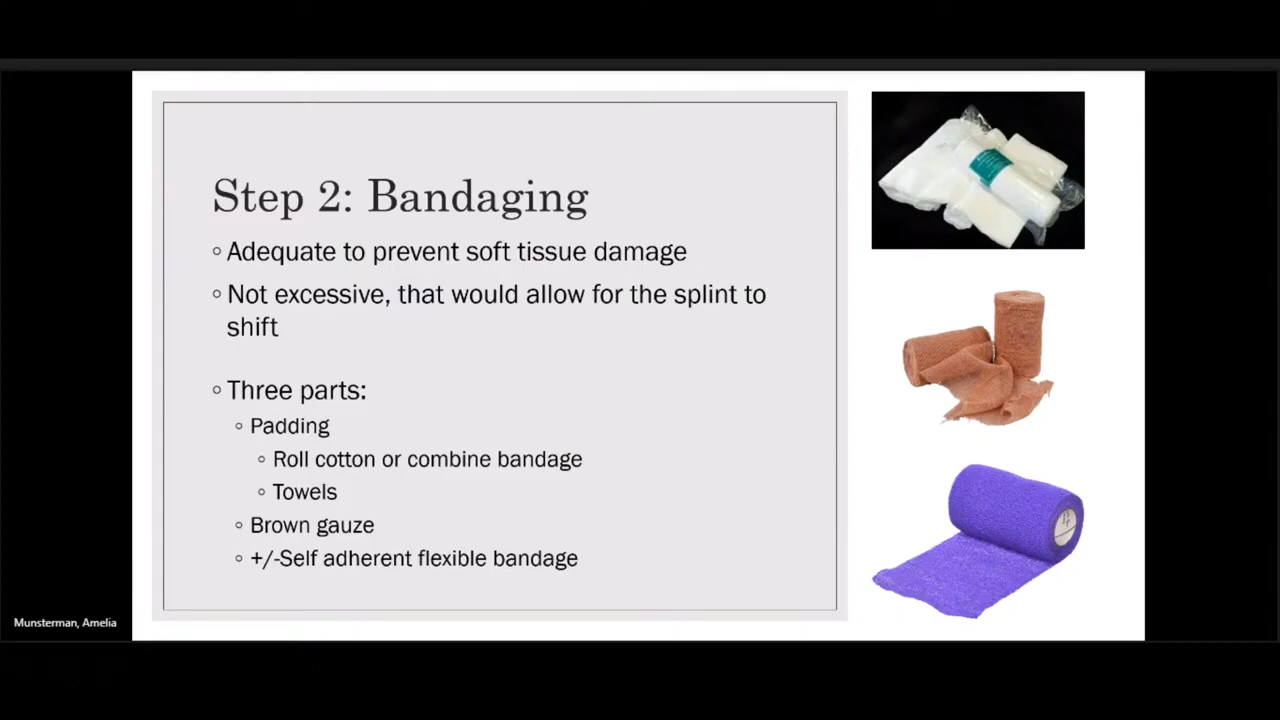 Step 2: Bandaging
◦ Adequate to prevent soft tissue damage
◦ Not excessive, that would allow for the splint to
shift
◦ Three parts:
◦ Padding
◦ Roll cotton or combine bandage
◦ Towels
◦ Brown gauze
◦ +/-Self adherent flexible bandage
Munsterman, Amelia